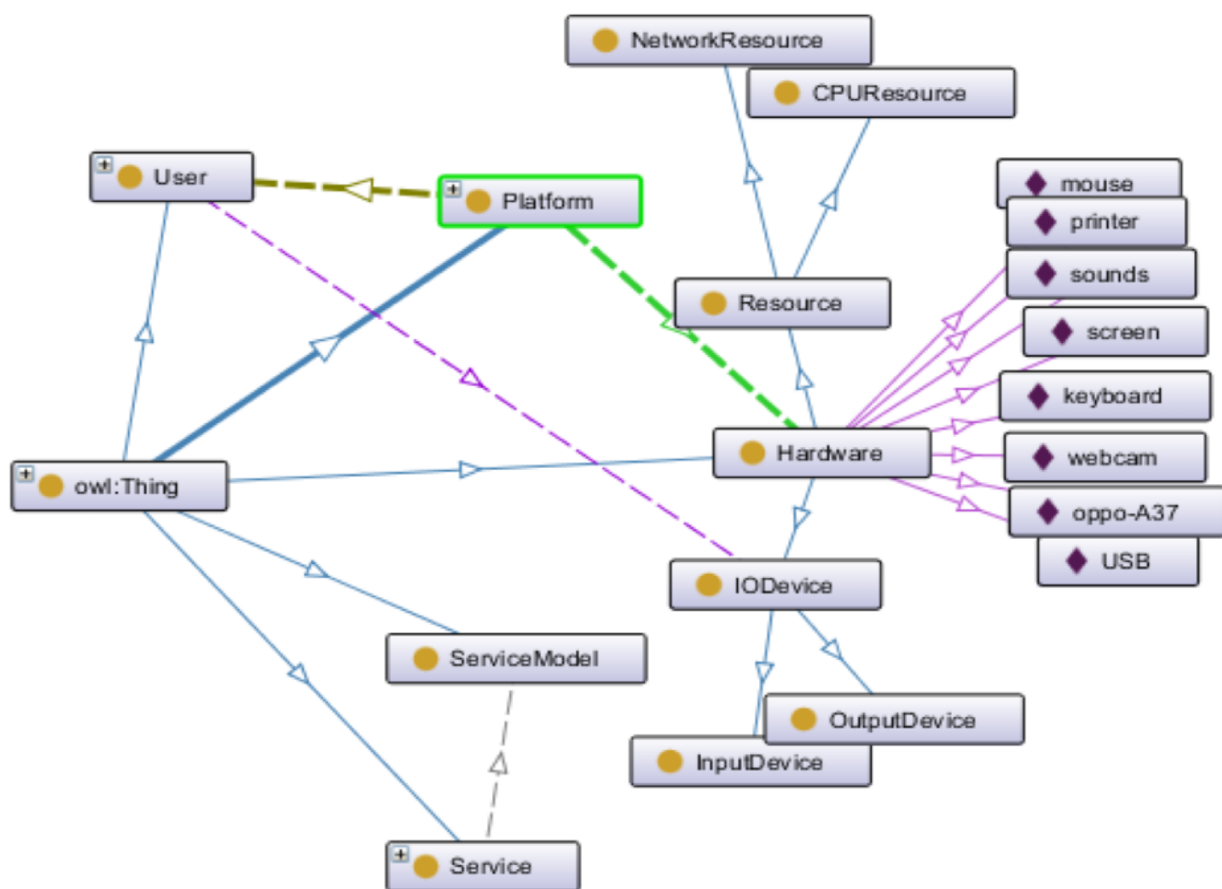 NetworkResource
CPUResource
User
Platform
mouse
printer
sounds
Resource
screen
keyboard
Hardware
webcam
owl:Thing
oppo-A37
USB
IODevice
ServiceModel
OutputDevice
InputDevice
Service